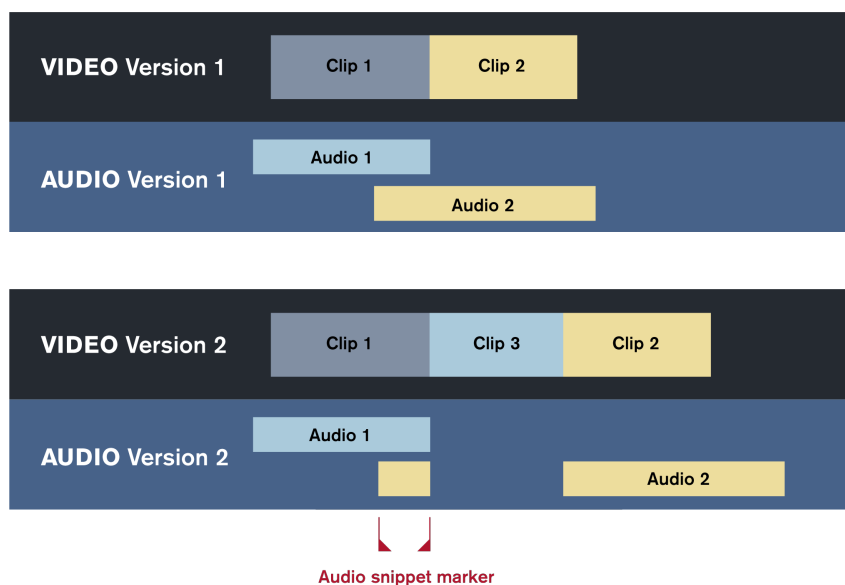 VIDEO Version 1
Clip 1
Clip 2
AUDIO Version 1
Audio 1
Audio 2
VIDEO Version 2
Clip 1
Clip 3
Clip 2
AUDIO Version 2
Audio 1
Audio 2
Audio snippet marker